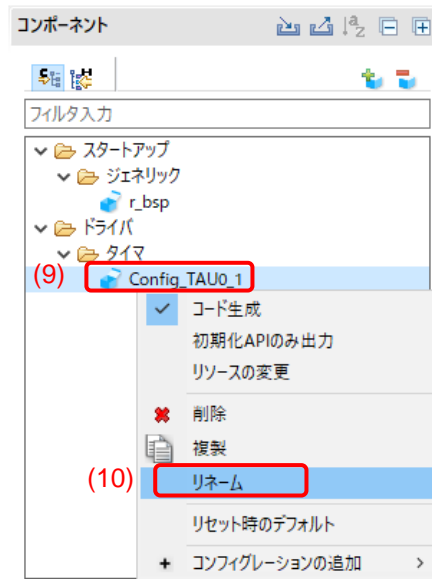 コンポーネント
フィルタ入力
スタートアップ
ジェネリック
r_bsp
ドライバ
タイマ
(9) Config_TAU0_1
コード生成
初期化APIのみ出力
リソースの変更
削除
複製
(10) リネーム
リセット時のデフォルト
コンフィグレーションの追加